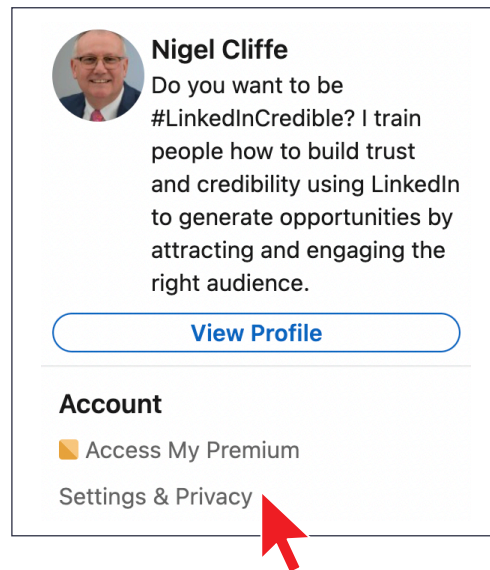 Nigel Cliffe
Do you want to be
#LinkedInCredible? I train
people how to build trust
and credibility using LinkedIn
to generate opportunities by
attracting and engaging the
right audience.
View Profile
Account
Access My Premium
Settings & Privacy